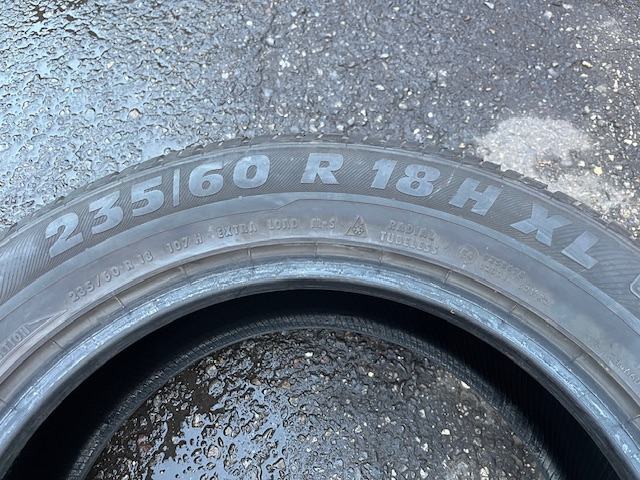 235/60 R 18 H XL
235/60 R 18 107 H EXTRA LOAD M+S RADIAL
TUBELESS